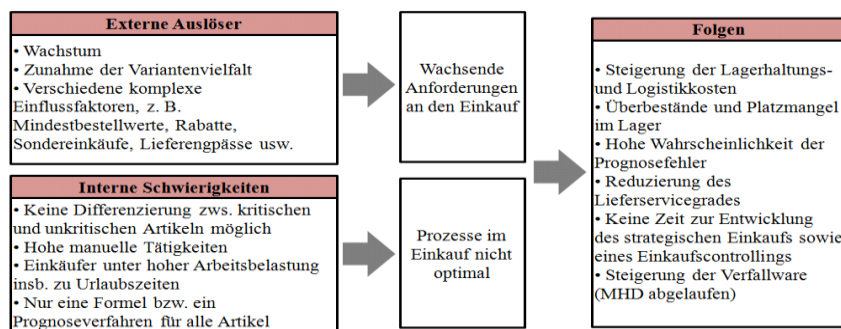 Externe Auslöser
• Wachstum
• Zunahme der Variantenvielfalt
• Verschiedene komplexe
Einflussfaktoren, z. B.
Mindestbestellwerte, Rabatte,
Sondereinkäufe, Lieferengpässe usw.
Wachsende
Anforderungen
an den Einkauf
Interne Schwierigkeiten
• Keine Differenzierung zws. kritischen
und unkritischen Artikeln möglich
• Hohe manuelle Tätigkeiten
• Einkäufer unter hoher Arbeitsbelastung
insb. zu Urlaubszeiten
• Nur eine Formel bzw. ein
Prognoseverfahren für alle Artikel
Prozesse im
Einkauf nicht
optimal
Folgen
• Steigerung der Lagerhaltungs-
und Logistikkosten
• Überbestände und Platzmangel
im Lager
• Hohe Wahrscheinlichkeit der
Prognosefehler
• Reduzierung des
Lieferservicegrades
• Keine Zeit zur Entwicklung
des strategischen Einkaufs sowie
eines Einkaufscontrollings
• Steigerung der Verfallware
(MHD abgelaufen)